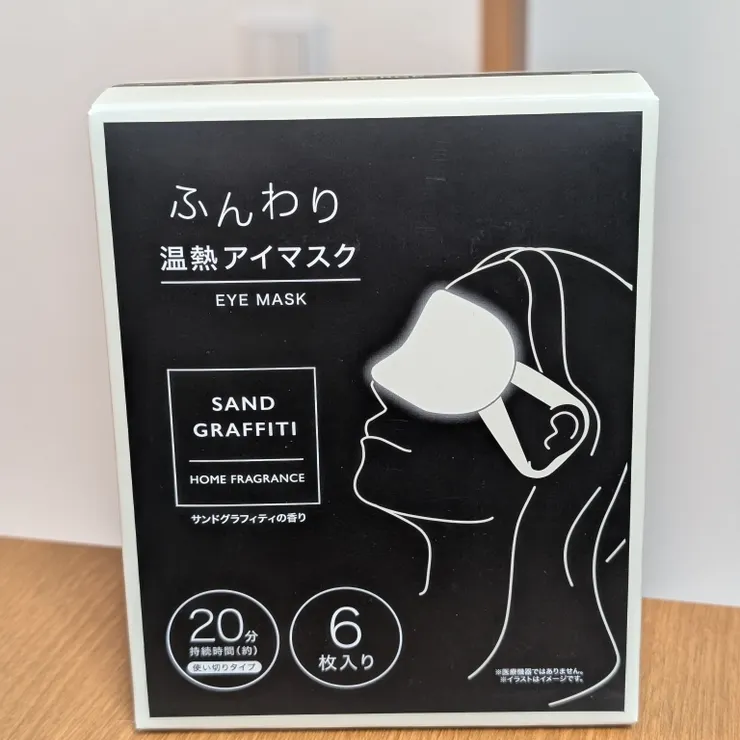 ふんわり
温熱アイマスク
EYE MASK
SAND
GRAFFITI
HOME FRAGRANCE
サンドグラフィティの香り
20分
持続時間(約)
使い切りタイプ
6
枚入り
※医療機器ではありません。
※イラストはイメージです。